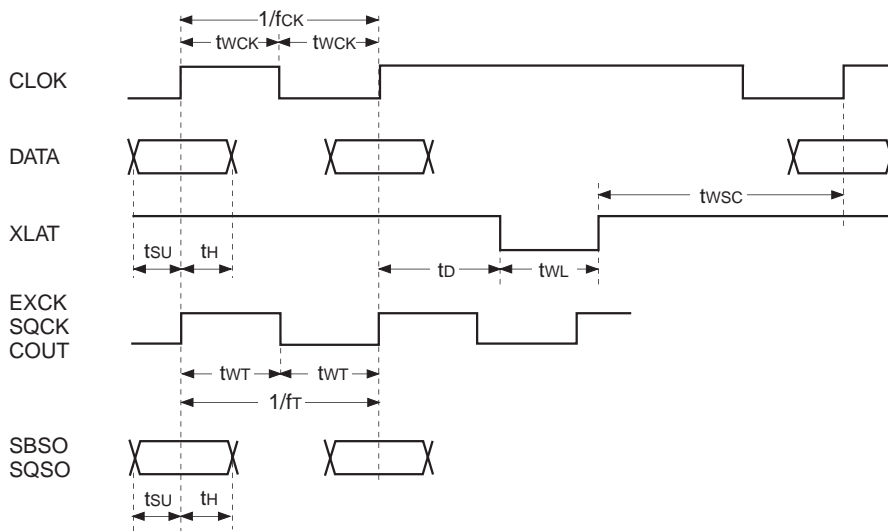 1/fCK
tWCK tWCK
CLOK
DATA
tWSC
XLAT
tSU tH tD tWL
EXCK
SQCK
COUT
tWT tWT
1/fT
SBSO
SQSO
tSU tH